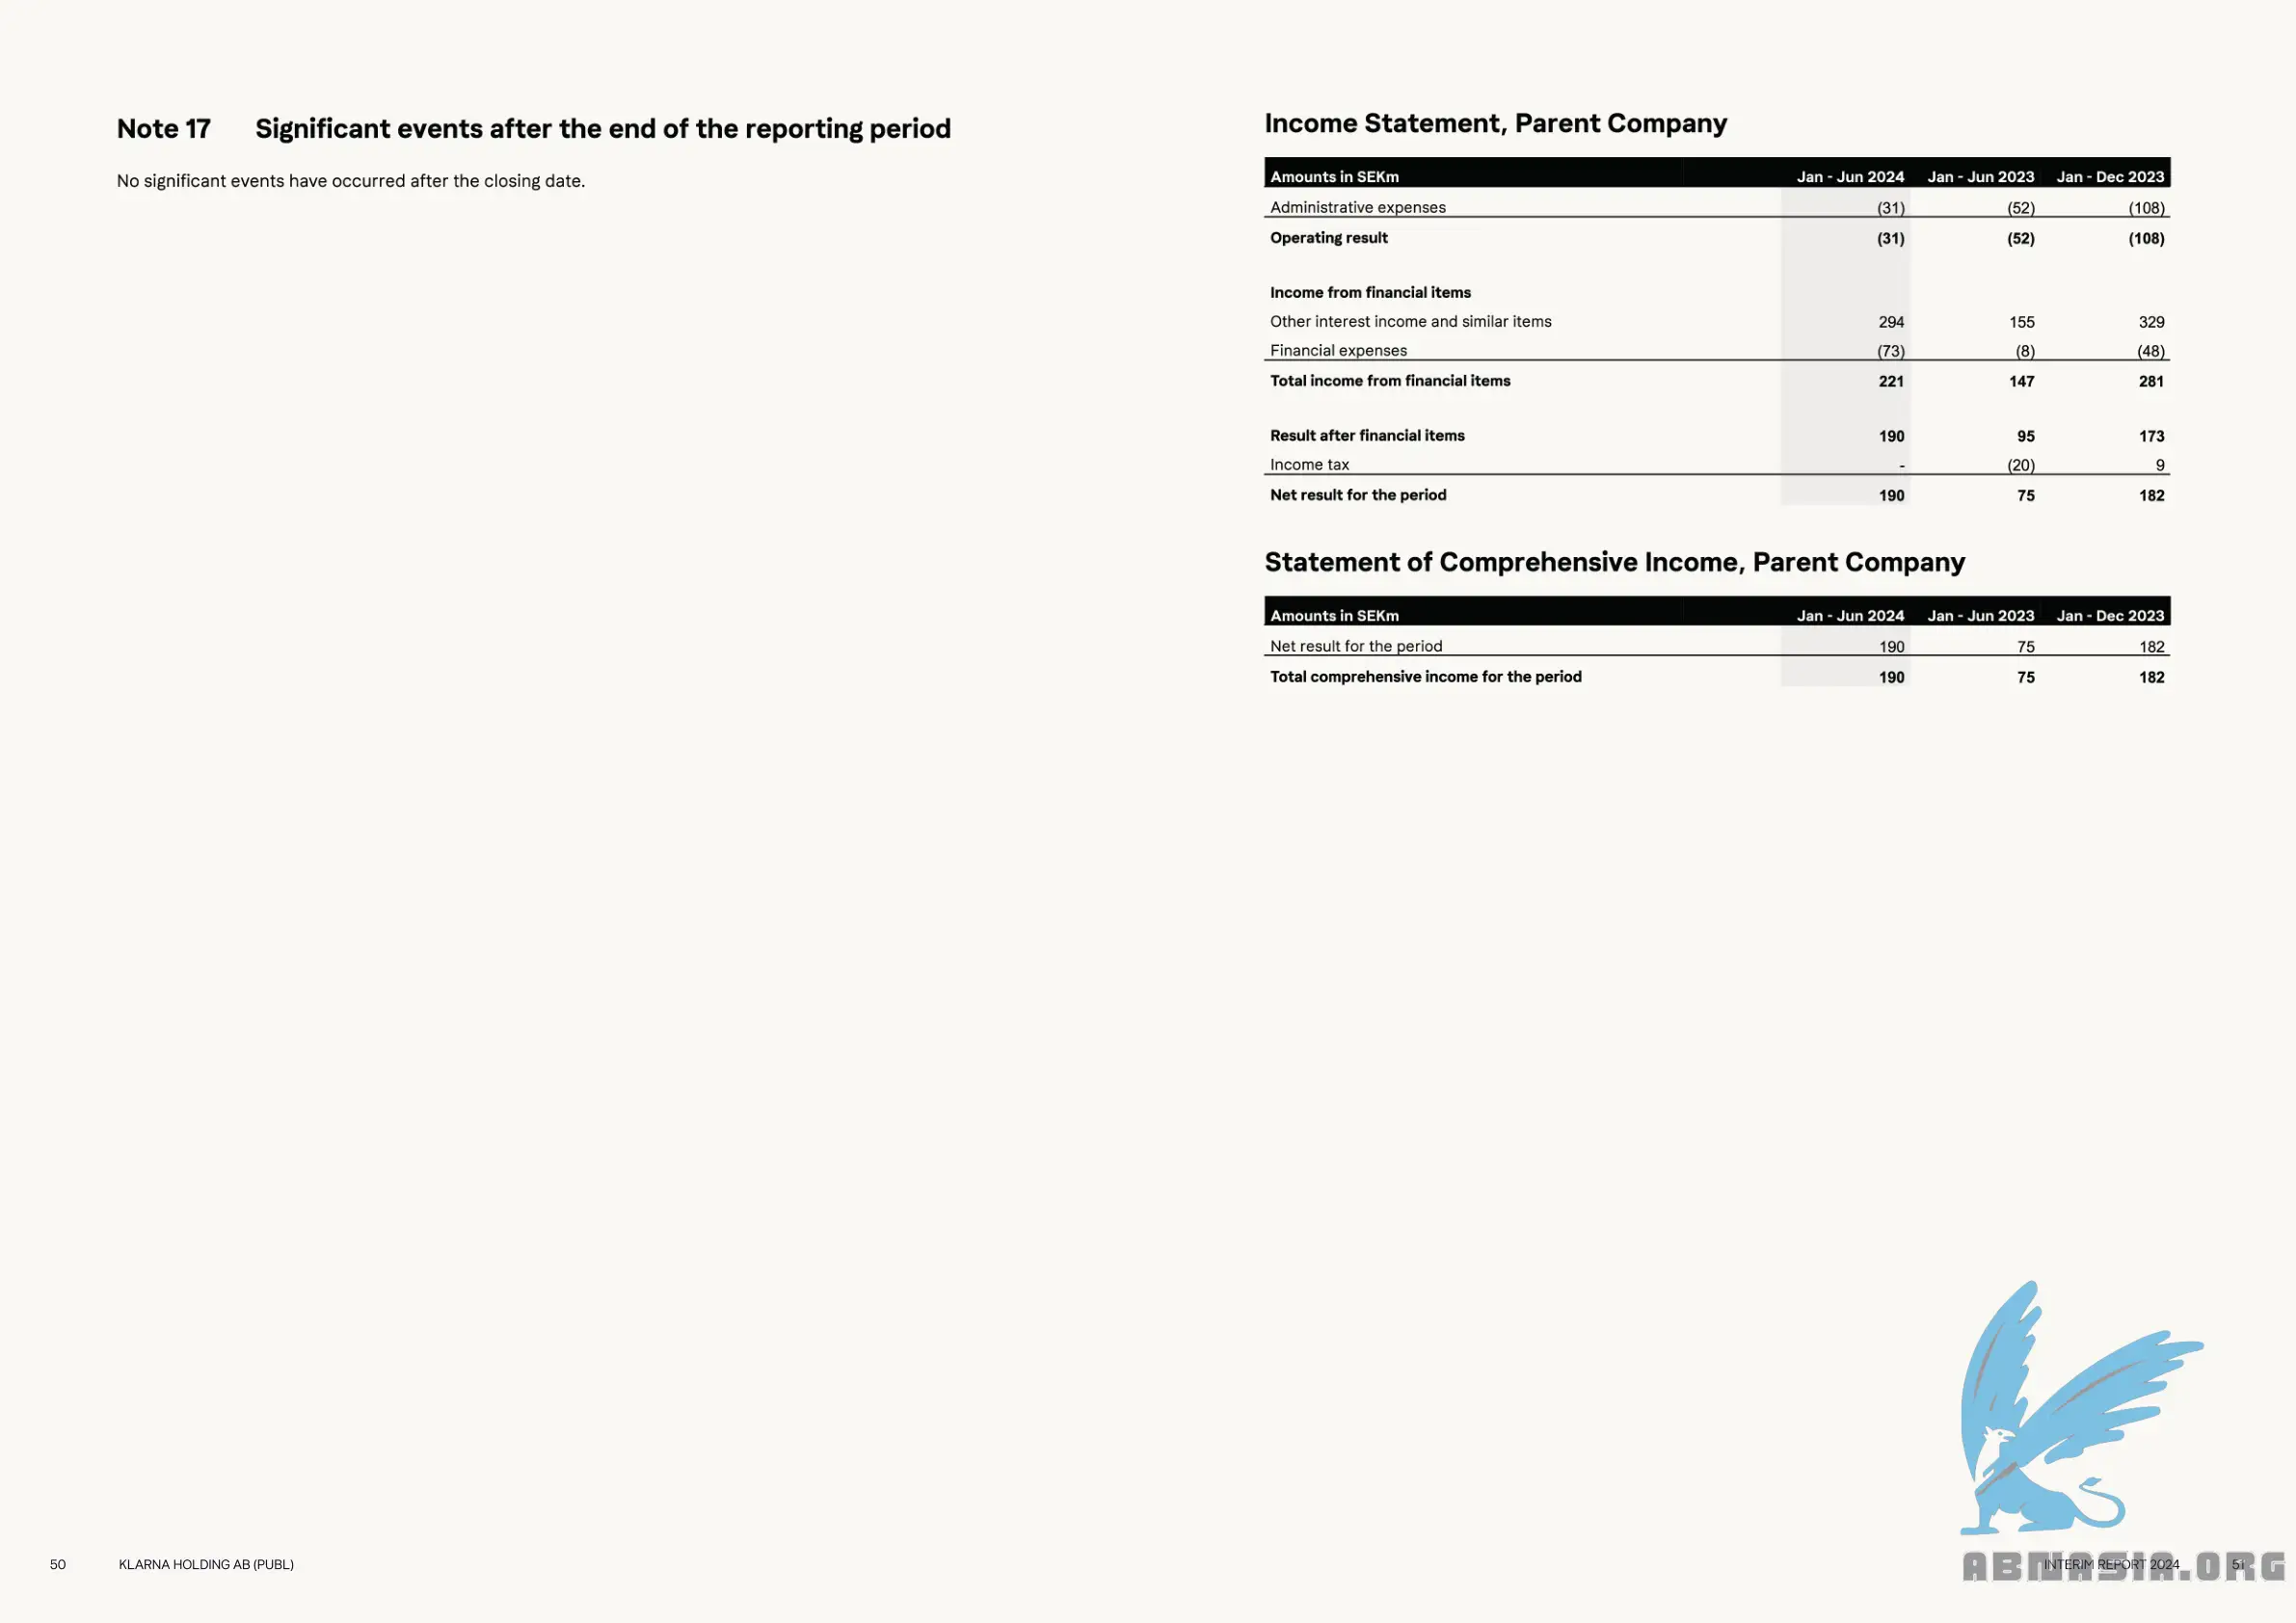 Note 17 Significant events after the end of the reporting period
No significant events have occurred after the closing date.
Income Statement, Parent Company
Amounts in SEKm Jan - Jun 2024 Jan - Jun 2023 Jan - Dec 2023
Administrative expenses (31) (52) (108)
Operating result (31) (52) (108)
Income from financial items
Other interest income and similar items 294 155 329
Financial expenses (73) (8) (48)
Total income from financial items 221 147 281
Result after financial items 190 95 173
Income tax - (20) 9
Net result for the period 190 75 182
Statement of Comprehensive Income, Parent Company
Amounts in SEKm Jan - Jun 2024 Jan - Jun 2023 Jan - Dec 2023
Net result for the period 190 75 182
Total comprehensive income for the period 190 75 182
50 KLARNA HOLDING AB (PUBL)
INTERIM REPORT 2024 51
ABNASIA.ORG